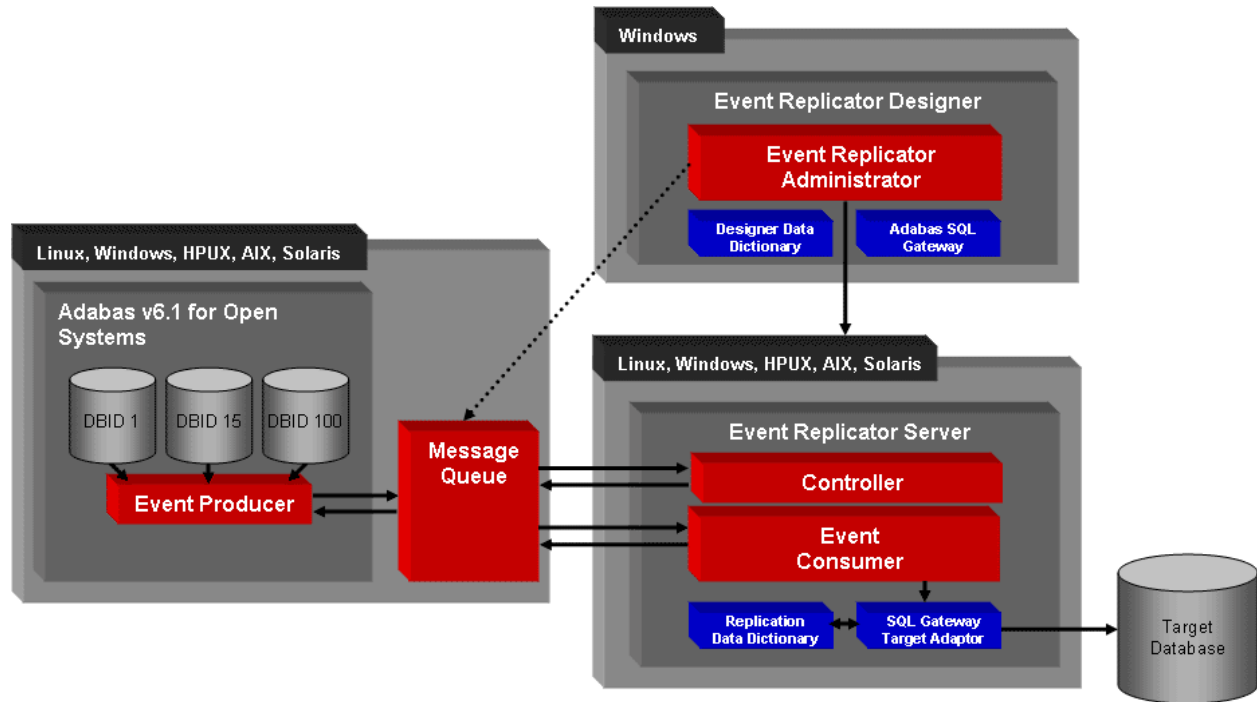 Windows
Event Replicator Designer
Event Replicator
Administrator
Designer Data
Dictionary
Adabas SQL
Gateway
Linux, Windows, HPUX, AIX, Solaris
Adabas v6.1 for Open
Systems
DBID 1
DBID 15
DBID 100
Event Producer
Message
Queue
Linux, Windows, HPUX, AIX, Solaris
Event Replicator Server
Controller
Event
Consumer
Replication
Data Dictionary
SQL Gateway
Target Adaptor
Target
Database